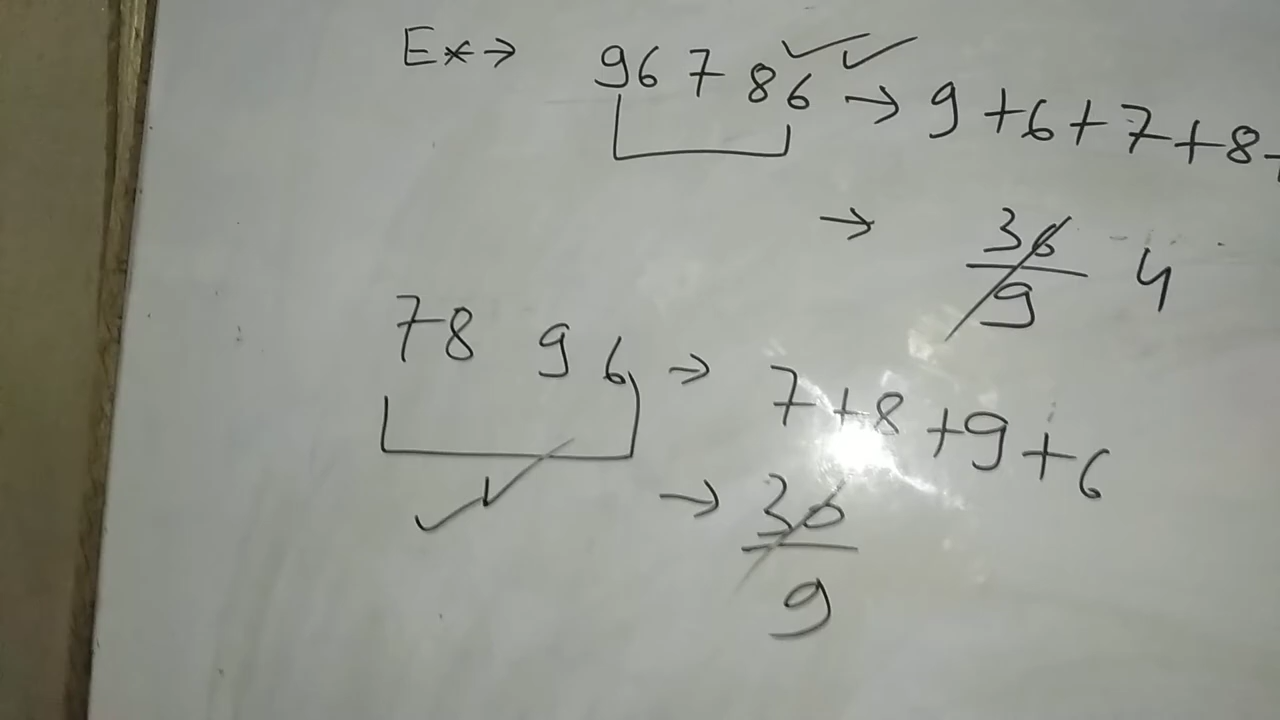 Ex→ 96786 → 9+6+7+8+
→ 36/9 4
7896 → 7+8+9+6
→ 36/9